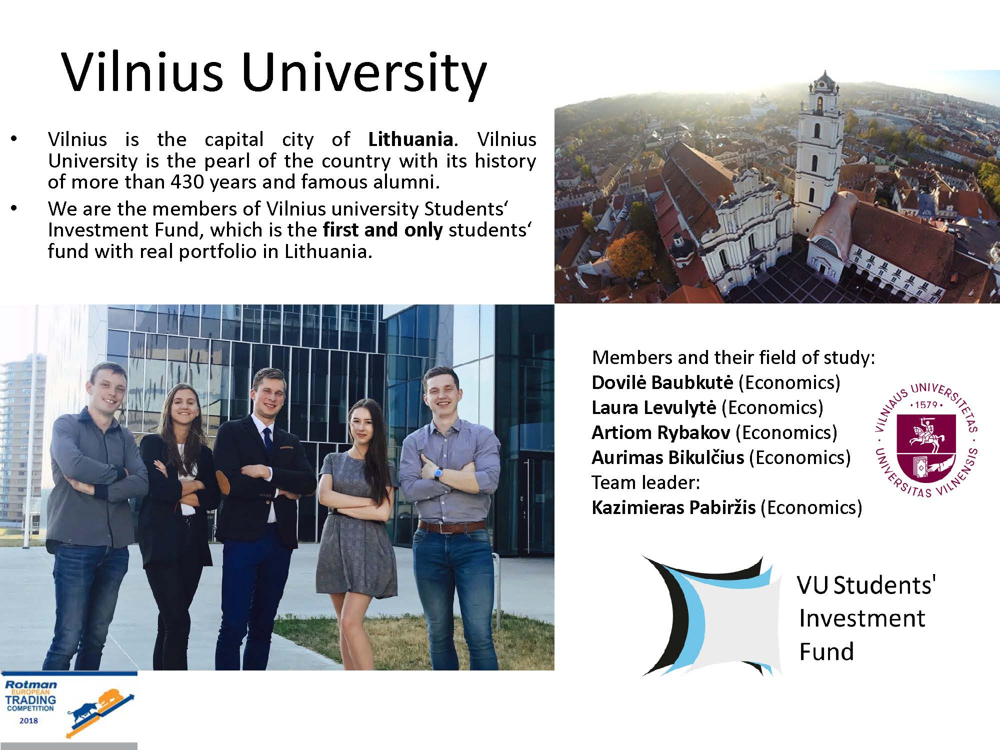 Vilnius University
• Vilnius is the capital city of Lithuania. Vilnius
University is the pearl of the country with its history
of more than 430 years and famous alumni.
• We are the members of Vilnius university Students‘
Investment Fund, which is the first and only students‘
fund with real portfolio in Lithuania.
Members and their field of study:
Dovilė Baubkutė (Economics)
Laura Levulytė (Economics)
Artiom Rybakov (Economics)
Aurimas Bikulčius (Economics)
Team leader:
Kazimieras Pabiržis (Economics)
· VILNIAUS UNIVERSITETAS ·
UNIVERSITAS VILNENSIS
· 1579 ·
VU Students'
Investment
Fund
Rotman
EUROPEAN
TRADING
COMPETITION
2018